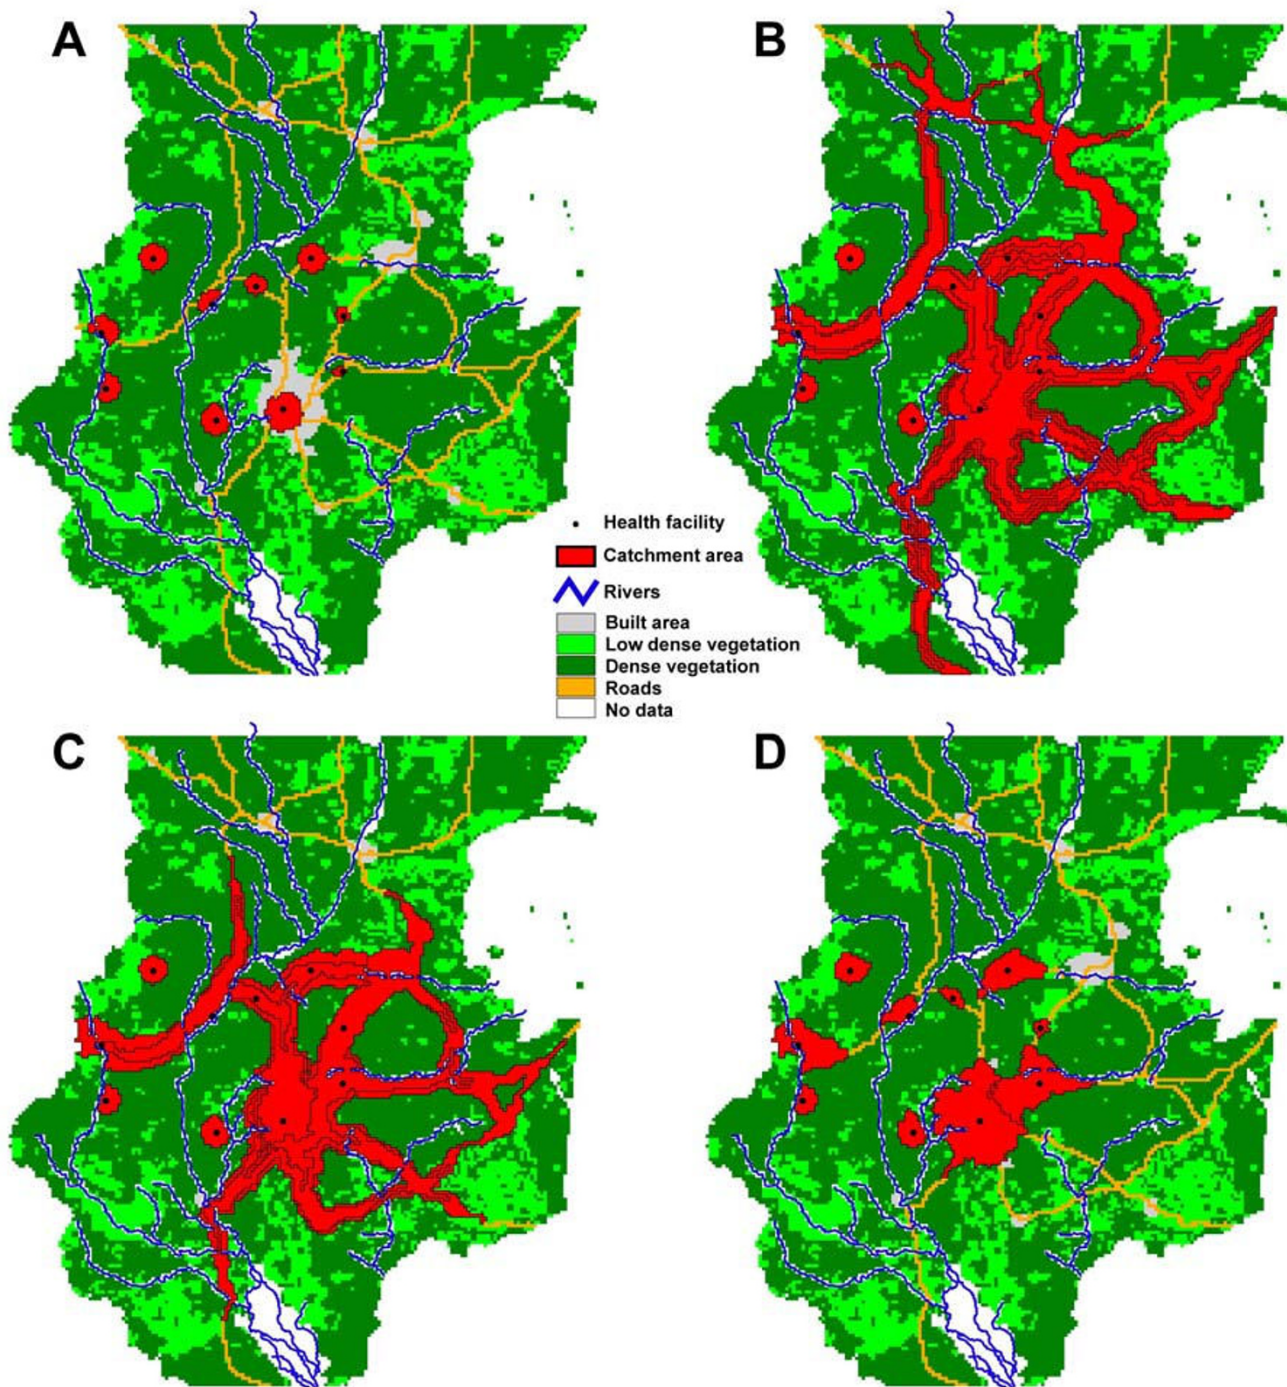 A
B
Health facility
Catchment area
Rivers
Built area
Low dense vegetation
Dense vegetation
Roads
No data
C
D